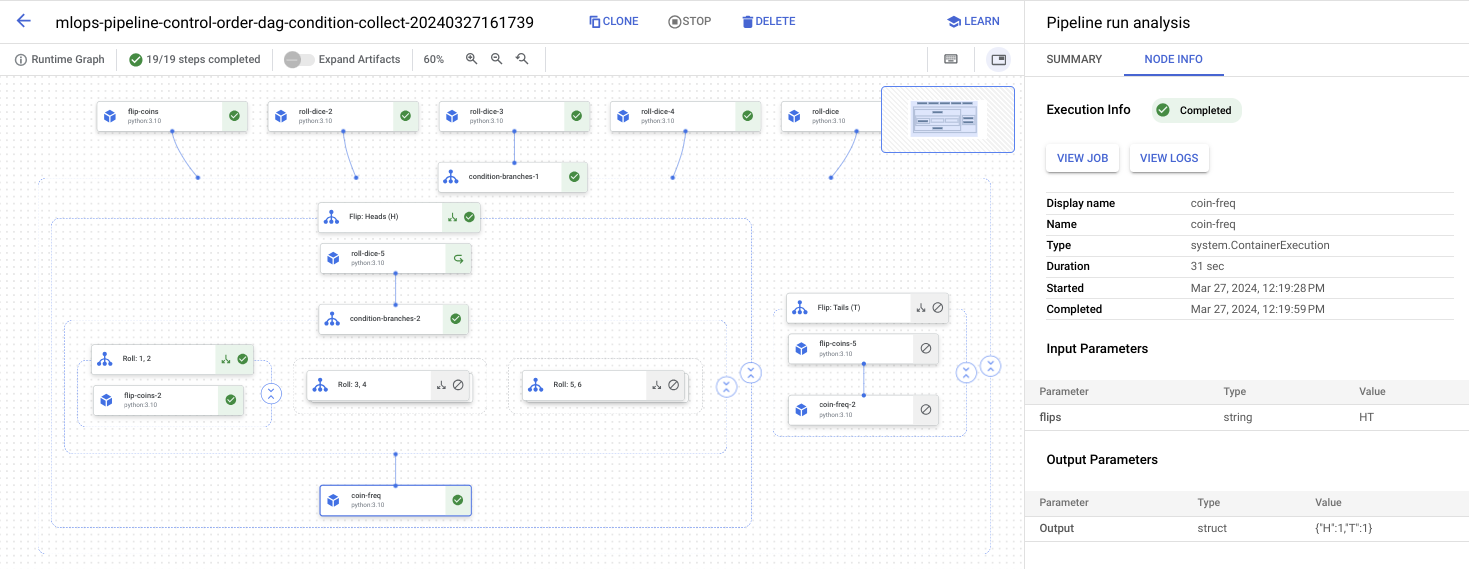 mlops-pipeline-control-order-dag-condition-collect-20240327161739
CLONE
STOP
DELETE
LEARN
Runtime Graph
19/19 steps completed
Expand Artifacts
60%
flip-coins
python:3.10
roll-dice-2
python:3.10
roll-dice-3
python:3.10
roll-dice-4
python:3.10
roll-dice
python:3.10
condition-branches-1
Flip: Heads (H)
roll-dice-5
python:3.10
condition-branches-2
Roll: 1, 2
flip-coins-2
python:3.10
Roll: 3, 4
Roll: 5, 6
coin-freq
python:3.10
Flip: Tails (T)
flip-coins-5
python:3.10
coin-freq-2
python:3.10
Pipeline run analysis
SUMMARY
NODE INFO
Execution Info
Completed
VIEW JOB
VIEW LOGS
Display name coin-freq
Name coin-freq
Type system.ContainerExecution
Duration 31 sec
Started Mar 27, 2024, 12:19:28 PM
Completed Mar 27, 2024, 12:19:59 PM
Input Parameters
Parameter Type Value
flips string HT
Output Parameters
Parameter Type Value
Output struct {"H":1,"T":1}